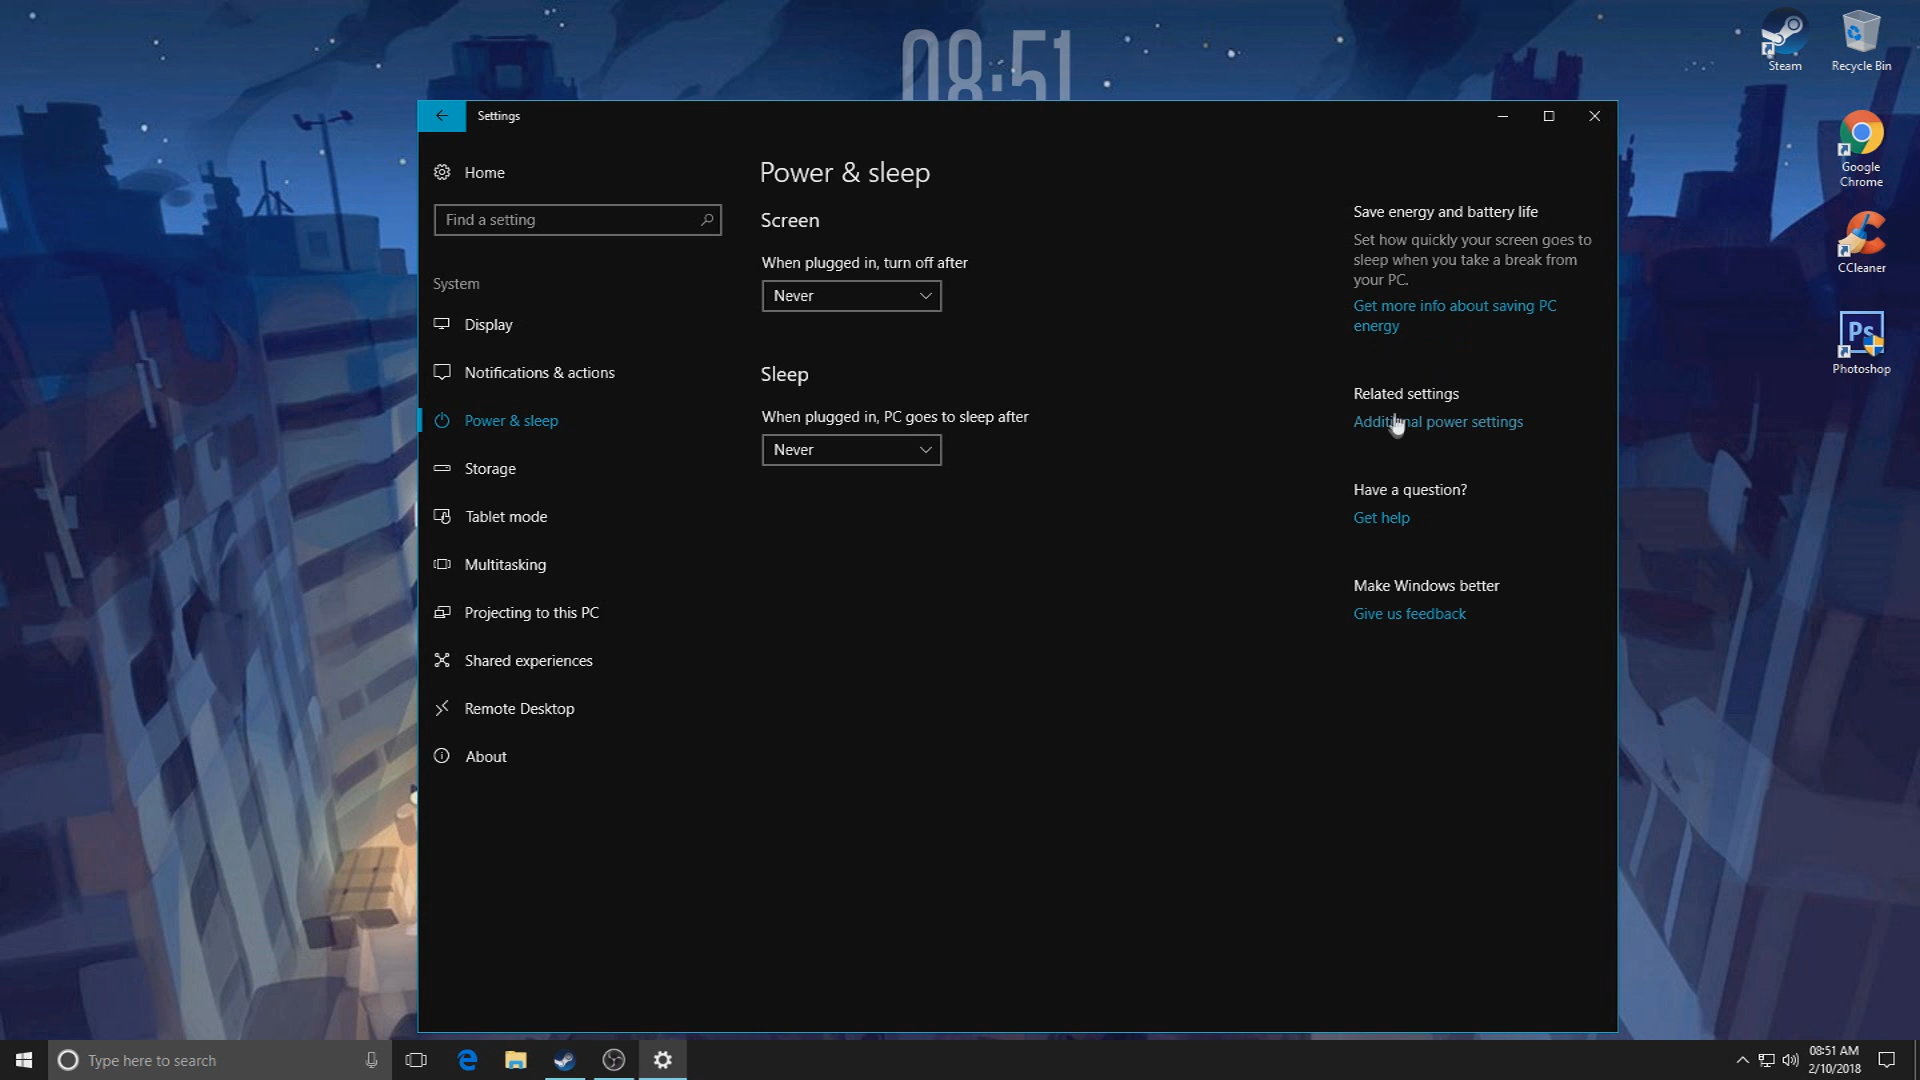 08:51
Steam
Recycle Bin
Google
Chrome
CCleaner
Ps
Photoshop
Settings
Home
Find a setting
System
Display
Notifications & actions
Power & sleep
Storage
Tablet mode
Multitasking
Projecting to this PC
Shared experiences
Remote Desktop
About
Power & sleep
Screen
When plugged in, turn off after
Never
Sleep
When plugged in, PC goes to sleep after
Never
Save energy and battery life
Set how quickly your screen goes to
sleep when you take a break from
your PC.
Get more info about saving PC
energy
Related settings
Additional power settings
Have a question?
Get help
Make Windows better
Give us feedback
Type here to search
08:51 AM
2/10/2018